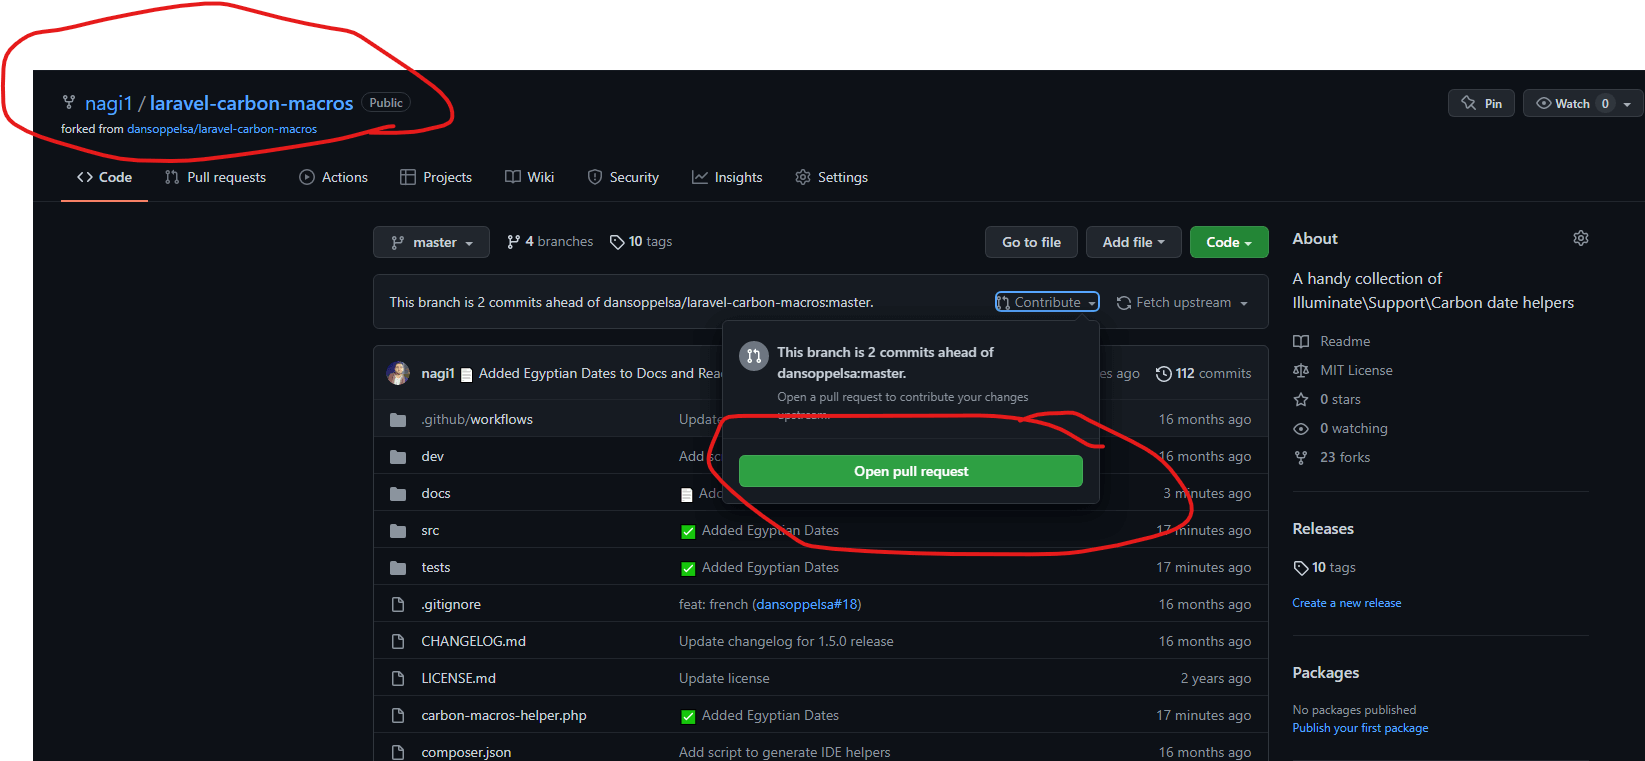 nagi1 / laravel-carbon-macros Public
Pin
Watch 0
forked from dansoppelsa/laravel-carbon-macros
Code
Pull requests
Actions
Projects
Wiki
Security
Insights
Settings
master
4 branches
10 tags
Go to file
Add file
Code
This branch is 2 commits ahead of dansoppelsa/laravel-carbon-macros:master.
Contribute
Fetch upstream
This branch is 2 commits ahead of
dansoppelsa:master.
Open a pull request to contribute your changes
upstream.
Open pull request
nagi1 Added Egyptian Dates to Docs and Rea
es ago
112 commits
.github/workflows Update 16 months ago
dev Add sc 16 months ago
docs Add 3 minutes ago
src Added Egyptian Dates 17 minutes ago
tests Added Egyptian Dates 17 minutes ago
.gitignore feat: french (dansoppelsa#18) 16 months ago
CHANGELOG.md Update changelog for 1.5.0 release 16 months ago
LICENSE.md Update license 2 years ago
carbon-macros-helper.php Added Egyptian Dates 17 minutes ago
composer.json Add script to generate IDE helpers 16 months ago
About
A handy collection of
Illuminate\Support\Carbon date helpers
Readme
MIT License
0 stars
0 watching
23 forks
Releases
10 tags
Create a new release
Packages
No packages published
Publish your first package